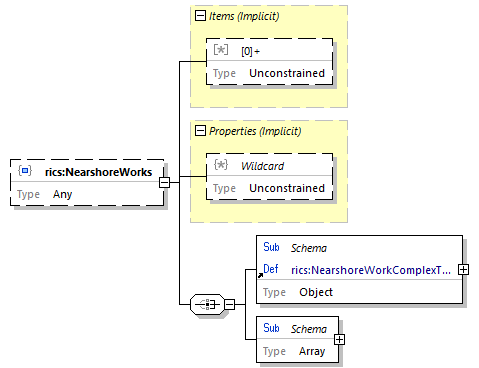 Items (Implicit)
[0]+
Type Unconstrained
Properties (Implicit)
Wildcard
Type Unconstrained
rics:NearshoreWorks
Type Any
Sub Schema
Def rics:NearshoreWorkComplexT...
Type Object
Sub Schema
Type Array